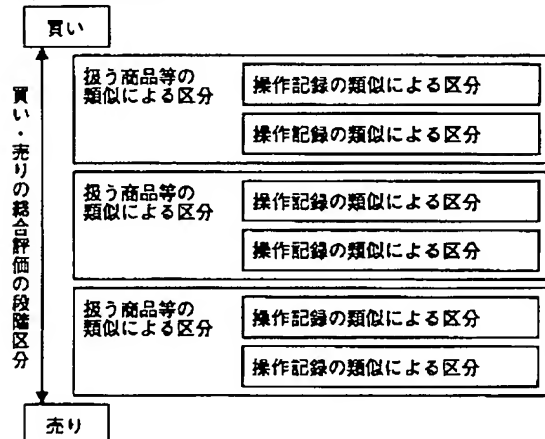 買い
買い・売りの総合評価の段階区分
扱う商品等の
類似による区分
操作記録の類似による区分
操作記録の類似による区分
扱う商品等の
類似による区分
操作記録の類似による区分
操作記録の類似による区分
扱う商品等の
類似による区分
操作記録の類似による区分
操作記録の類似による区分
売り